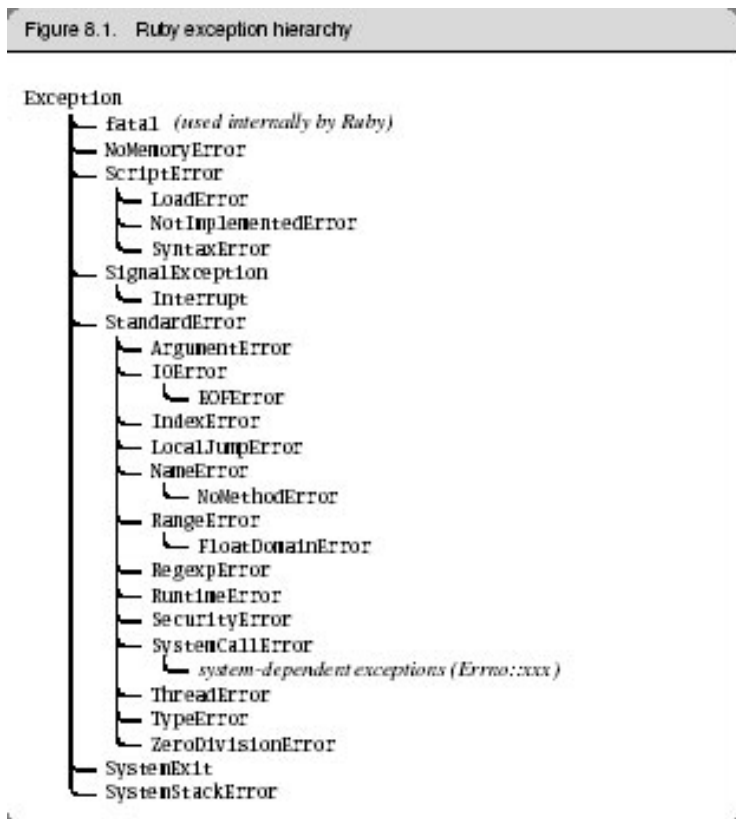 Figure 8.1. Ruby exception hierarchy
Exception
fatal (used internally by Ruby)
NoMemoryError
ScriptError
LoadError
NotImplementedError
SyntaxError
SignalException
Interrupt
StandardError
ArgumentError
IOError
EOFError
IndexError
LocalJumpError
NameError
NoMethodError
RangeError
FloatDomainError
RegexpError
RuntimeError
SecurityError
SystemCallError
system-dependent exceptions (Errno::xxx)
ThreadError
TypeError
ZeroDivisionError
SystemExit
SystemStackError